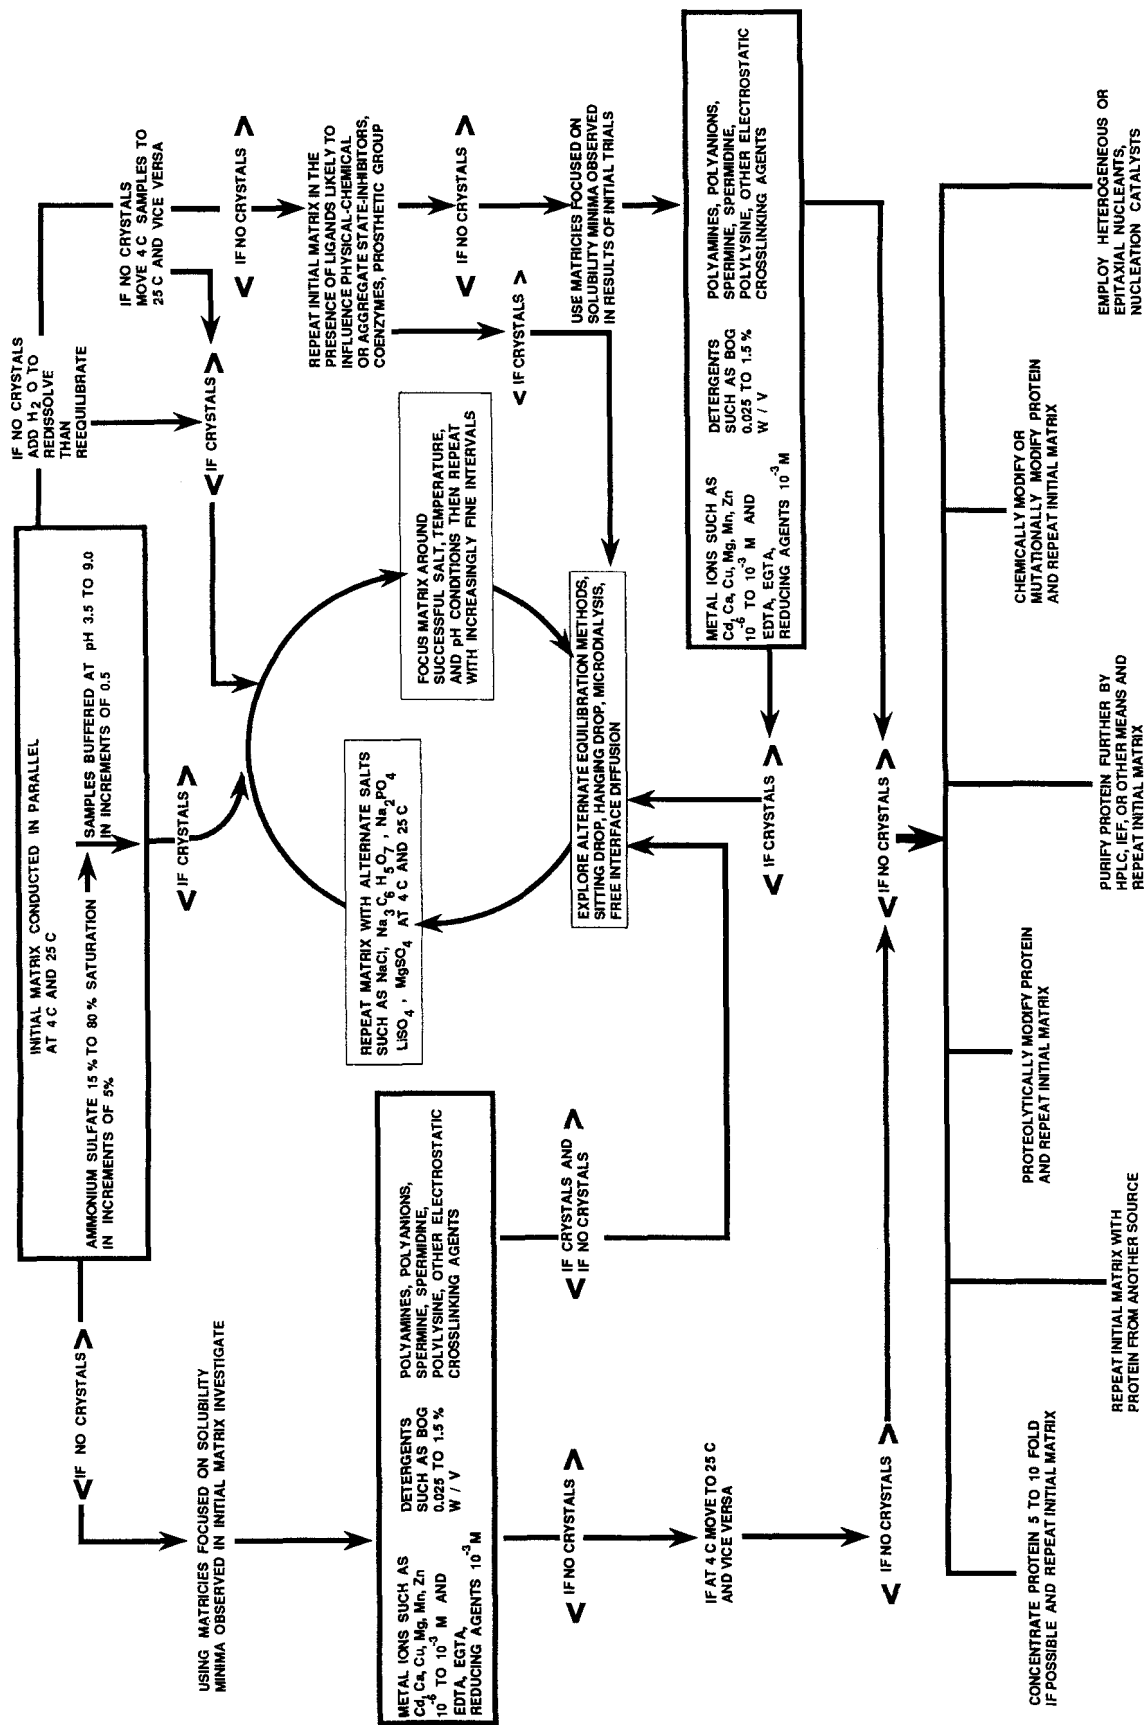 INITIAL MATRIX CONDUCTED IN PARALLEL
AT 4 C AND 25 C
AMMONIUM SULFATE 15 % TO 80 % SATURATION
IN INCREMENTS OF 5%
SAMPLES BUFFERED AT pH 3.5 TO 9.0
IN INCREMENTS OF 0.5
IF NO CRYSTALS
ADD H2O TO
REDISSOLVE
THAN
REEQUILIBRATE
IF NO CRYSTALS
MOVE 4 C SAMPLES TO
25 C AND VICE VERSA
< IF NO CRYSTALS >
< IF CRYSTALS >
< IF CRYSTALS >
< IF NO CRYSTALS >
USING MATRICIES FOCUSED ON SOLUBILITY
MINIMA OBSERVED IN INITIAL MATRIX INVESTIGATE
REPEAT INITIAL MATRIX IN THE
PRESENCE OF LIGANDS LIKELY TO
INFLUENCE PHYSICAL-CHEMICAL
OR AGGREGATE STATE-INHIBITORS,
COENZYMES, PROSTHETIC GROUP
REPEAT MATRIX WITH ALTERNATE SALTS
SUCH AS NaCl, Na3C6H5O7, Na2PO4
LiSO4, MgSO4 AT 4 C AND 25 C
FOCUS MATRIX AROUND
SUCCESSFUL SALT, TEMPERATURE,
AND pH CONDITIONS THEN REPEAT
WITH INCREASINGLY FINE INTERVALS
< IF NO CRYSTALS >
< IF CRYSTALS >
METAL IONS SUCH AS
Cd, Ca, Cu, Mg, Mn, Zn
10^-6 TO 10^-3 M AND
EDTA, EGTA,
REDUCING AGENTS 10^-3 M
DETERGENTS
SUCH AS BOG
0.025 TO 1.5 %
W / V
POLYAMINES, POLYANIONS,
SPERMINE, SPERMIDINE,
POLYLYSINE, OTHER ELECTROSTATIC
CROSSLINKING AGENTS
EXPLORE ALTERNATE EQUILIBRATION METHODS,
SITTING DROP, HANGING DROP, MICRODIALYSIS,
FREE INTERFACE DIFFUSION
USE MATRICIES FOCUSED ON
SOLUBILITY MINIMA OBSERVED
IN RESULTS OF INITIAL TRIALS
METAL IONS SUCH AS
Cd, Ca, Cu, Mg, Mn, Zn
10^-6 TO 10^-3 M AND
EDTA, EGTA,
REDUCING AGENTS 10^-3 M
DETERGENTS
SUCH AS BOG
0.025 TO 1.5 %
W / V
POLYAMINES, POLYANIONS,
SPERMINE, SPERMIDINE,
POLYLYSINE, OTHER ELECTROSTATIC
CROSSLINKING AGENTS
< IF NO CRYSTALS >
< IF CRYSTALS AND >
IF NO CRYSTALS
IF AT 4 C MOVE TO 25 C
AND VICE VERSA
< IF CRYSTALS >
< IF NO CRYSTALS >
< IF NO CRYSTALS >
CONCENTRATE PROTEIN 5 TO 10 FOLD
IF POSSIBLE AND REPEAT INITIAL MATRIX
REPEAT INITIAL MATRIX WITH
PROTEIN FROM ANOTHER SOURCE
PROTEOLYTICALLY MODIFY PROTEIN
AND REPEAT INITIAL MATRIX
PURIFY PROTEIN FURTHER BY
HPLC, IEF, OR OTHER MEANS AND
REPEAT INITIAL MATRIX
CHEMICALLY MODIFY OR
MUTATIONALLY MODIFY PROTEIN
AND REPEAT INITIAL MATRIX
EMPLOY HETEROGENEOUS OR
EPITAXIAL NUCLEANTS,
NUCLEATION CATALYSTS